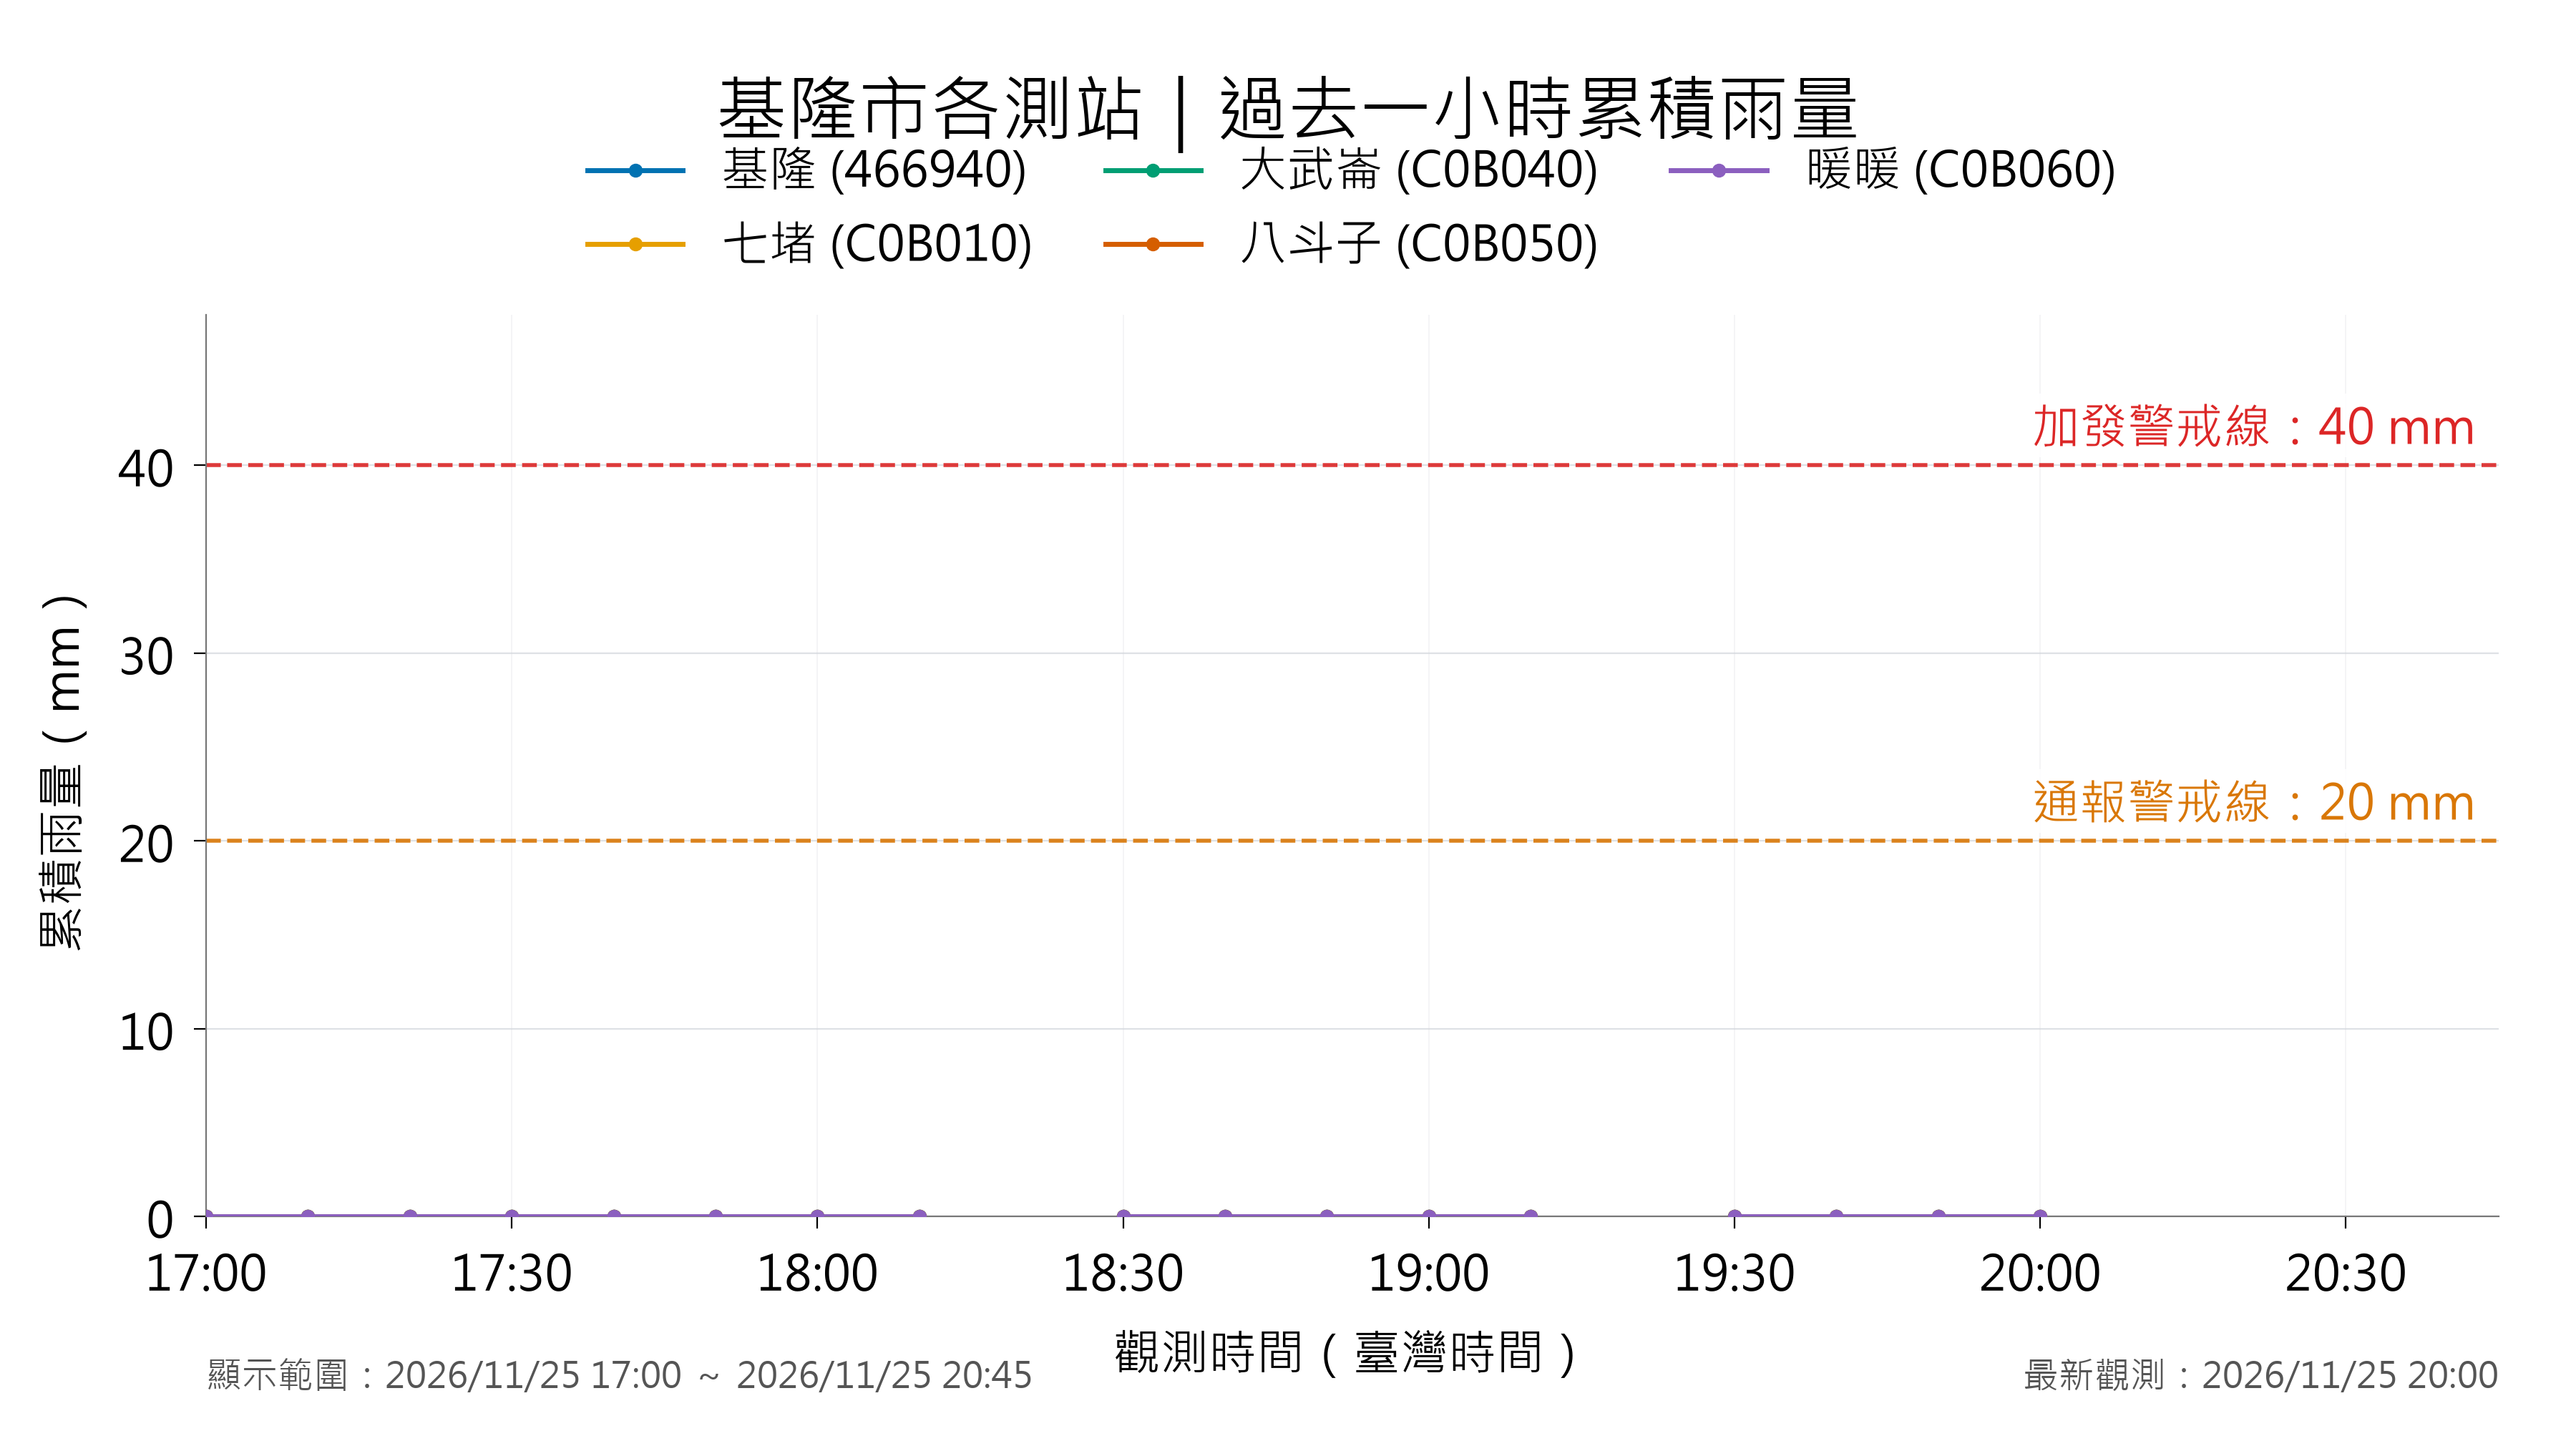 基隆市各測站｜過去一小時累積雨量
基隆 (466940)
大武崙 (C0B040)
暖暖 (C0B060)
七堵 (C0B010)
八斗子 (C0B050)
累積雨量（mm）
40
30
20
10
0
加發警戒線：40 mm
通報警戒線：20 mm
17:00
17:30
18:00
18:30
19:00
19:30
20:00
20:30
觀測時間（臺灣時間）
顯示範圍：2026/11/25 17:00 ~ 2026/11/25 20:45
最新觀測：2026/11/25 20:00